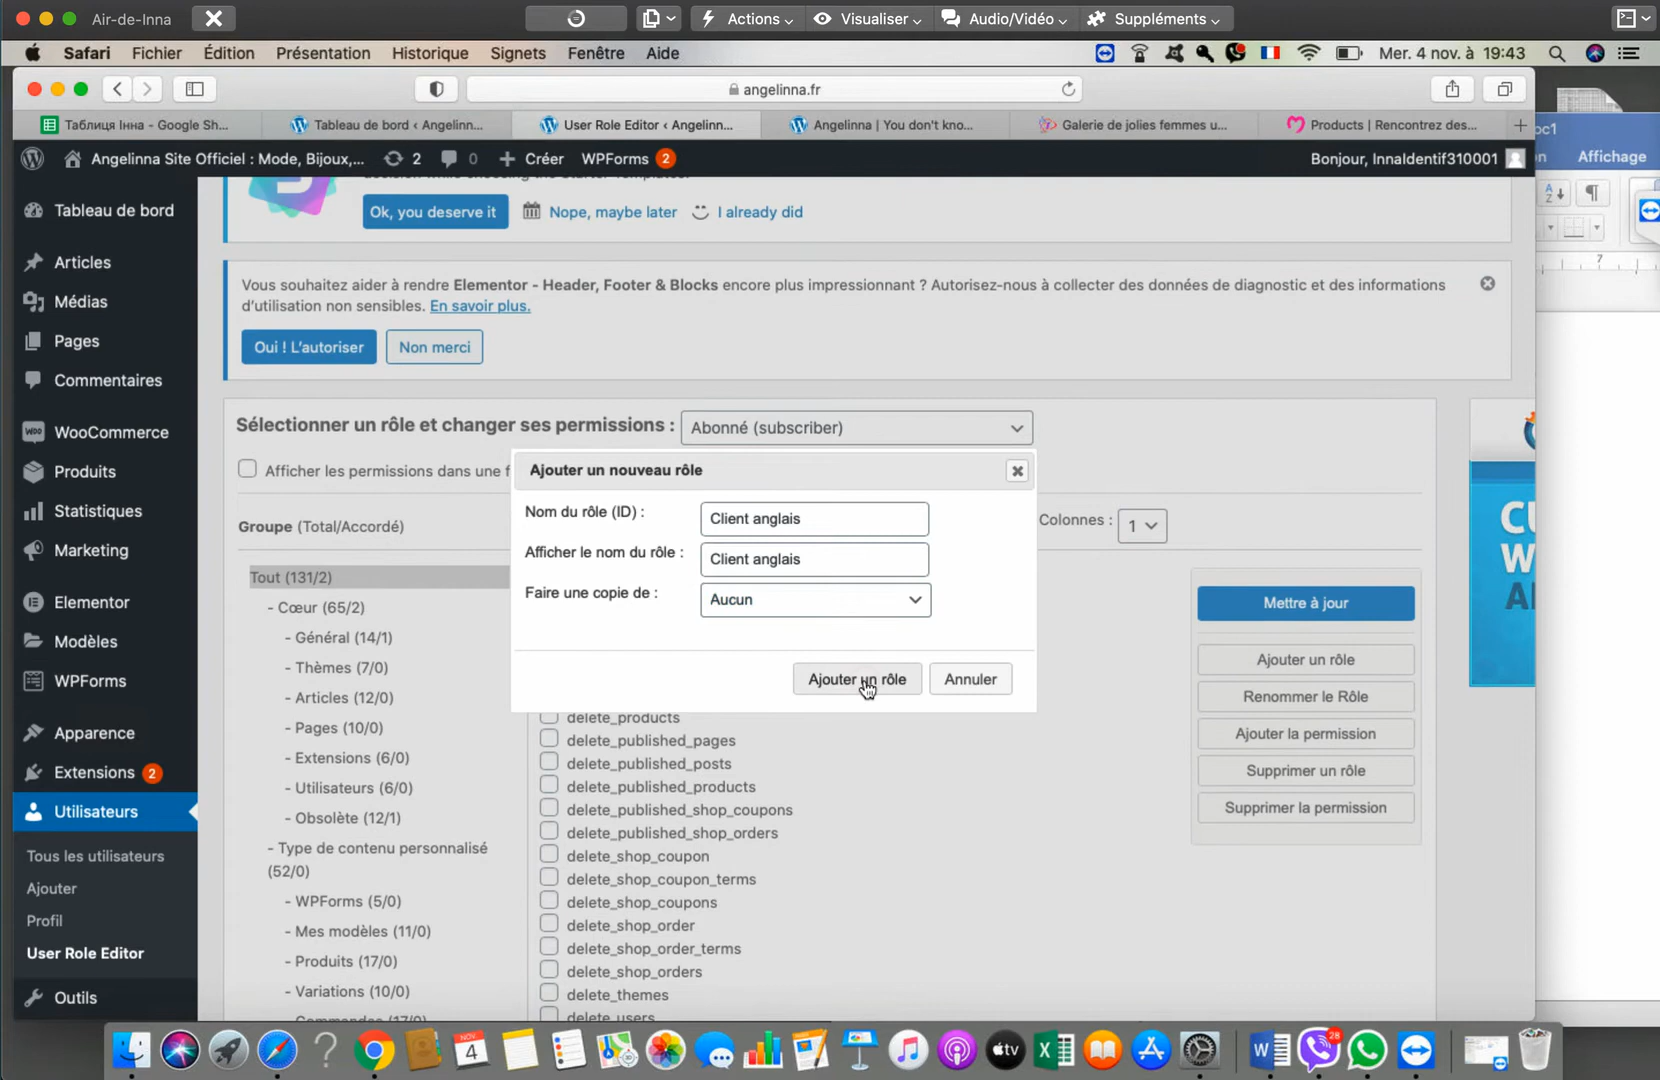 Air-de-Inna
Actions
Visualiser
Audio/Vidéo
Suppléments
Safari Fichier Édition Présentation Historique Signets Fenêtre Aide
Mer. 4 nov. à 19:43
angelinna.fr
Таблиця Інна - Google Sh...
Tableau de bord ‹ Angelinn...
User Role Editor ‹ Angelinn...
Angelinna | You don't kno...
Galerie de jolies femmes u...
Products | Rencontrez des...
Angelinna Site Officiel : Mode, Bijoux,...
2
0
Créer
WPForms 2
Bonjour, InnaIdentif310001
oc1
on Affichage
Tableau de bord
Articles
Médias
Pages
Commentaires
WooCommerce
Produits
Statistiques
Marketing
Elementor
Modèles
WPForms
Apparence
Extensions 2
Utilisateurs
Tous les utilisateurs
Ajouter
Profil
User Role Editor
Outils
Ok, you deserve it
Nope, maybe later
I already did
Vous souhaitez aider à rendre Elementor - Header, Footer & Blocks encore plus impressionnant ? Autorisez-nous à collecter des données de diagnostic et des informations
d'utilisation non sensibles. En savoir plus.
Oui ! L'autoriser
Non merci
Sélectionner un rôle et changer ses permissions :
Abonné (subscriber)
Afficher les permissions dans une f
Groupe (Total/Accordé)
Colonnes : 1
Tout (131/2)
- Cœur (65/2)
- Général (14/1)
- Thèmes (7/0)
- Articles (12/0)
- Pages (10/0)
- Extensions (6/0)
- Utilisateurs (6/0)
- Obsolète (12/1)
- Type de contenu personnalisé
(52/0)
- WPForms (5/0)
- Mes modèles (11/0)
- Produits (17/0)
- Variations (10/0)
- Commandes (17/0)
Ajouter un nouveau rôle
Nom du rôle (ID) :
Client anglais
Afficher le nom du rôle :
Client anglais
Faire une copie de :
Aucun
Ajouter un rôle
Annuler
delete_products
delete_published_pages
delete_published_posts
delete_published_products
delete_published_shop_coupons
delete_published_shop_orders
delete_shop_coupon
delete_shop_coupon_terms
delete_shop_coupons
delete_shop_order
delete_shop_order_terms
delete_shop_orders
delete_themes
delete_users
Mettre à jour
Ajouter un rôle
Renommer le Rôle
Ajouter la permission
Supprimer un rôle
Supprimer la permission
CU
W
A
7
NOV.
4
tv
28